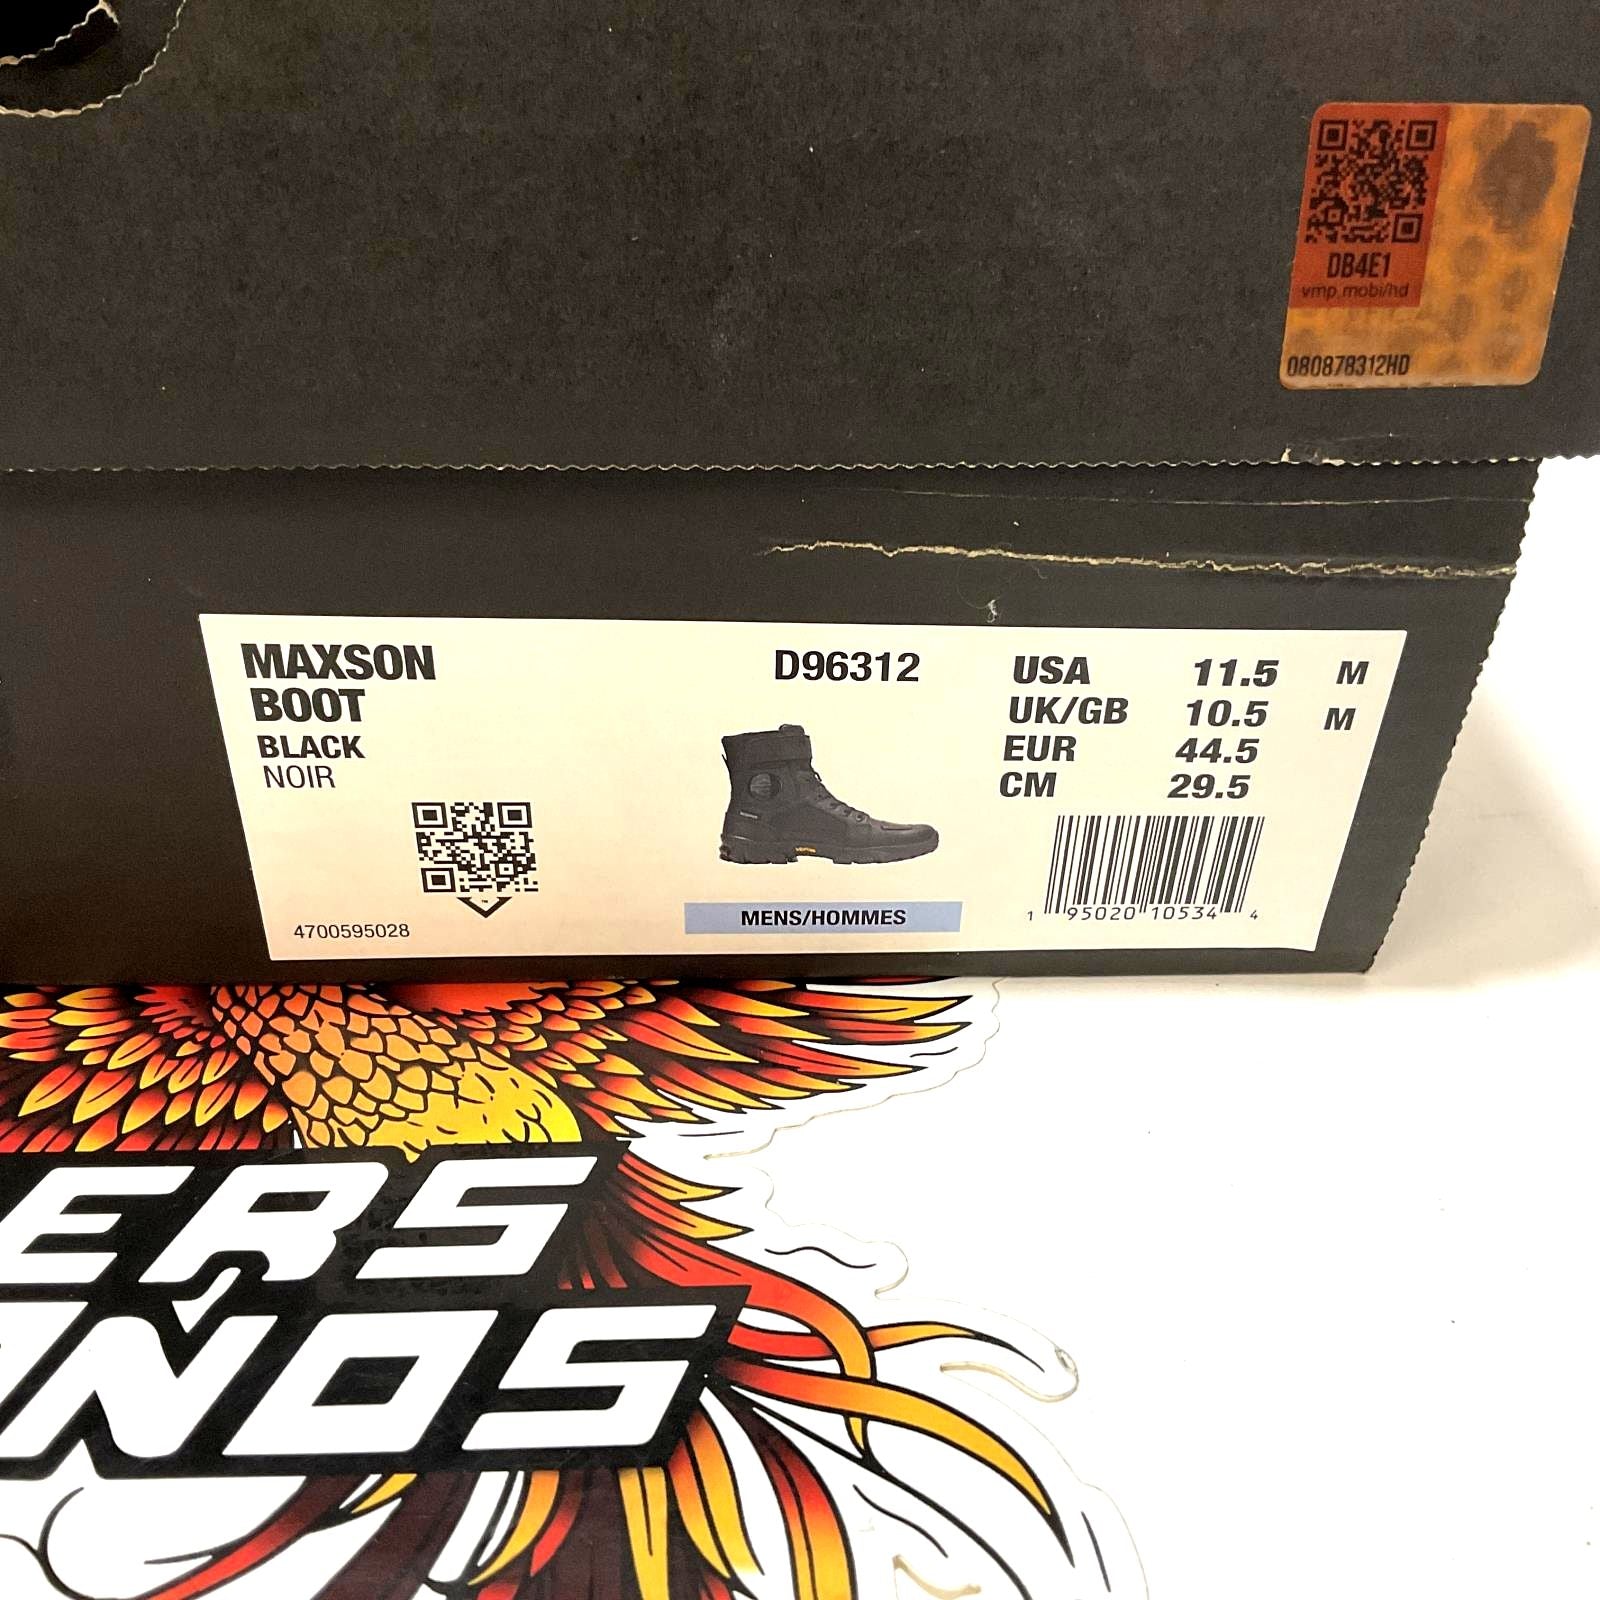 DB4E1
vmp.mobi/hd
080878312HD
MAXSON
BOOT
BLACK
NOIR
4700595028
D96312
MENS/HOMMES
USA 11.5 M
UK/GB 10.5 M
EUR 44.5
CM 29.5
1 95020 10534 4
ERS
NOS